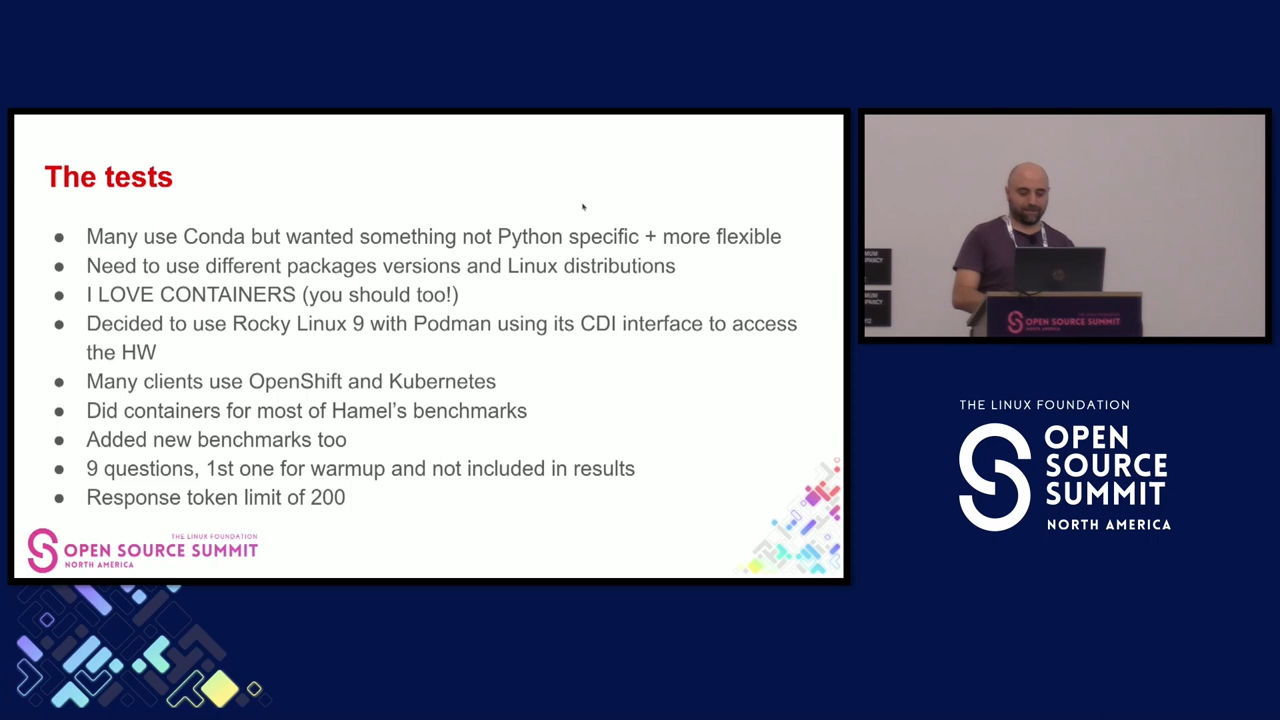 The tests
● Many use Conda but wanted something not Python specific + more flexible
● Need to use different packages versions and Linux distributions
● I LOVE CONTAINERS (you should too!)
● Decided to use Rocky Linux 9 with Podman using its CDI interface to access
the HW
● Many clients use OpenShift and Kubernetes
● Did containers for most of Hamel's benchmarks
● Added new benchmarks too
● 9 questions, 1st one for warmup and not included in results
● Response token limit of 200
THE LINUX FOUNDATION
OPEN SOURCE SUMMIT
NORTH AMERICA
OPEN SOURCE SUMMIT
THE LINUX FOUNDATION
OPEN
SOURCE
SUMMIT
NORTH AMERICA